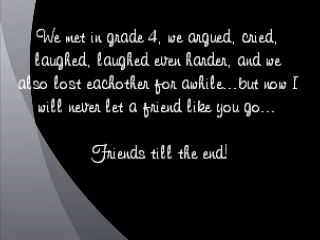 We met in grade 4, we argued, cried,
laughed, laughed even harder, and we
also lost eachother for awhile...but now I
will never let a friend like you go...
Friends till the end!